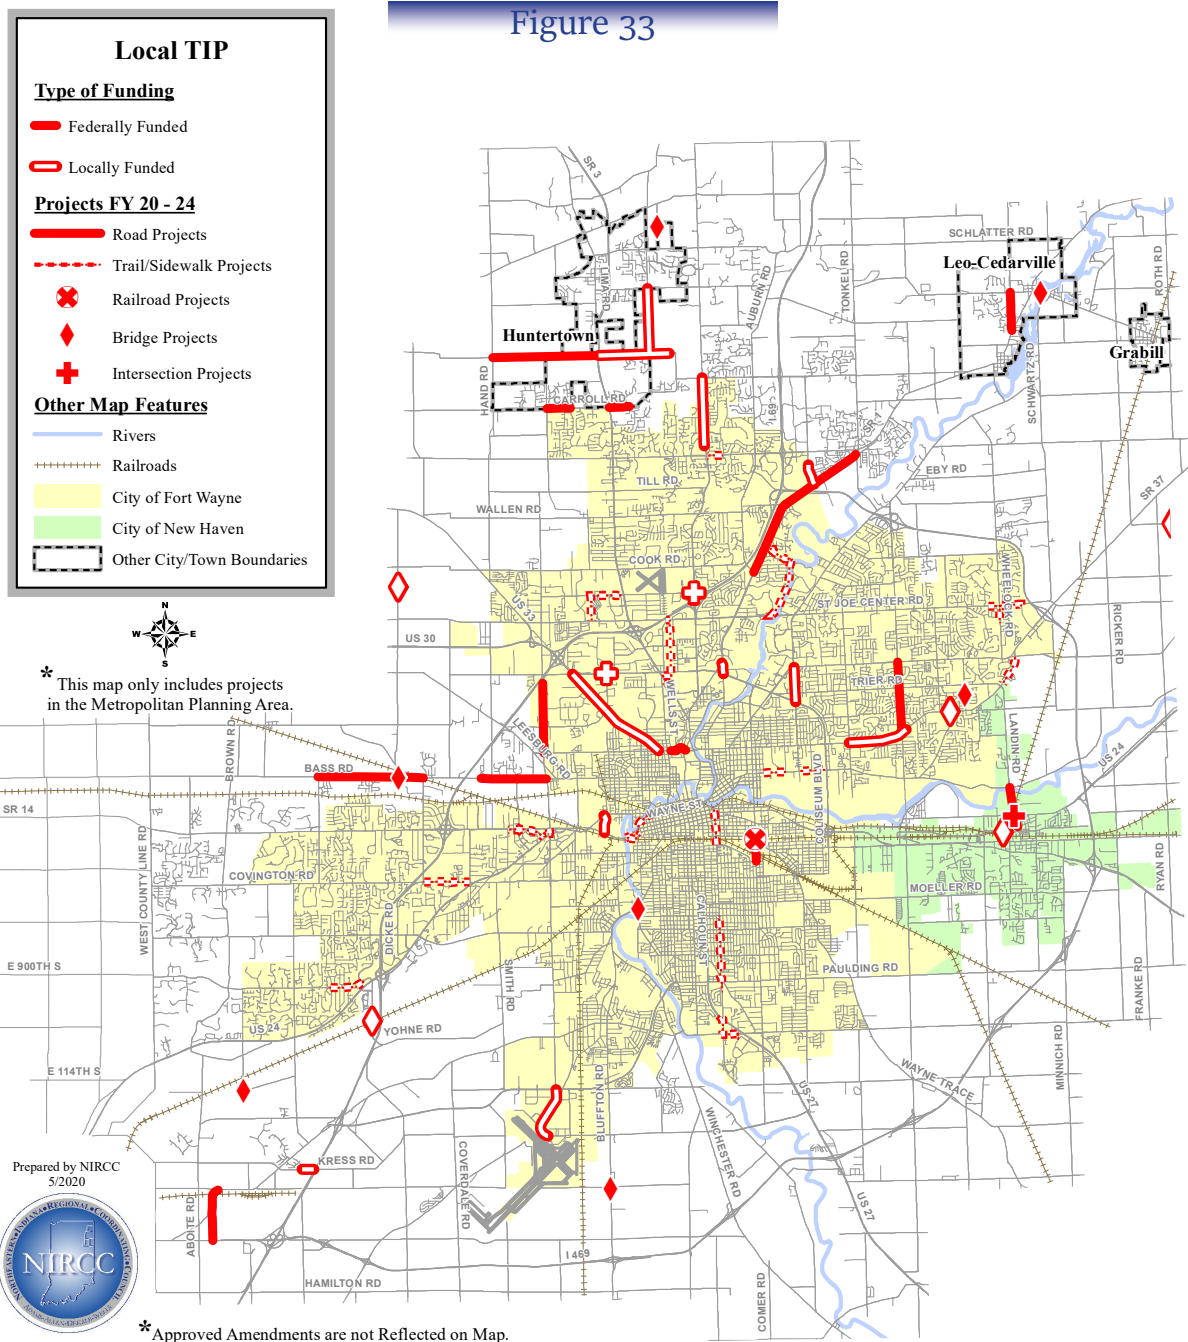 Figure 33
Local TIP
Type of Funding
Federally Funded
Locally Funded
Projects FY 20 - 24
Road Projects
Trail/Sidewalk Projects
Railroad Projects
Bridge Projects
Intersection Projects
Other Map Features
Rivers
Railroads
City of Fort Wayne
City of New Haven
Other City/Town Boundaries
N
W E
S
* This map only includes projects
in the Metropolitan Planning Area.
SR 3
SCHLATTER RD
Leo-Cedarville
ROTH RD
LIMA RD
AUBURN RD
TONKEL RD
Huntertown
Grabill
HAND RD
SCHWARTZ RD
CARROLL RD
I 69
SR 1
TILL RD
EBY RD
SR 37
WALLEN RD
COOK RD
WHEELOCK RD
US 33
ST JOE CENTER RD
RICKER RD
US 30
TRIER RD
WELLS ST
LANDIN RD
LEESBURG RD
BROWN RD
US 24
BASS RD
COLISEUM BLVD
SR 14
WAYNE ST
WEST COUNTY LINE RD
COVINGTON RD
MOELLER RD
RYAN RD
DICKE RD
CALHOUN ST
E 900TH S
SMITH RD
PAULDING RD
FRANKE RD
US 24
YOHNE RD
E 114TH S
BLUFFTON RD
US 27
WAYNE TRACE
MINNICH RD
WINCHESTER RD
KRESS RD
COVERDALE RD
ABOITE RD
US 27
I 469
HAMILTON RD
COMER RD
Prepared by NIRCC
5/2020
NORTHEASTERN INDIANA REGIONAL COORDINATING COUNCIL
NIRCC
*Approved Amendments are not Reflected on Map.